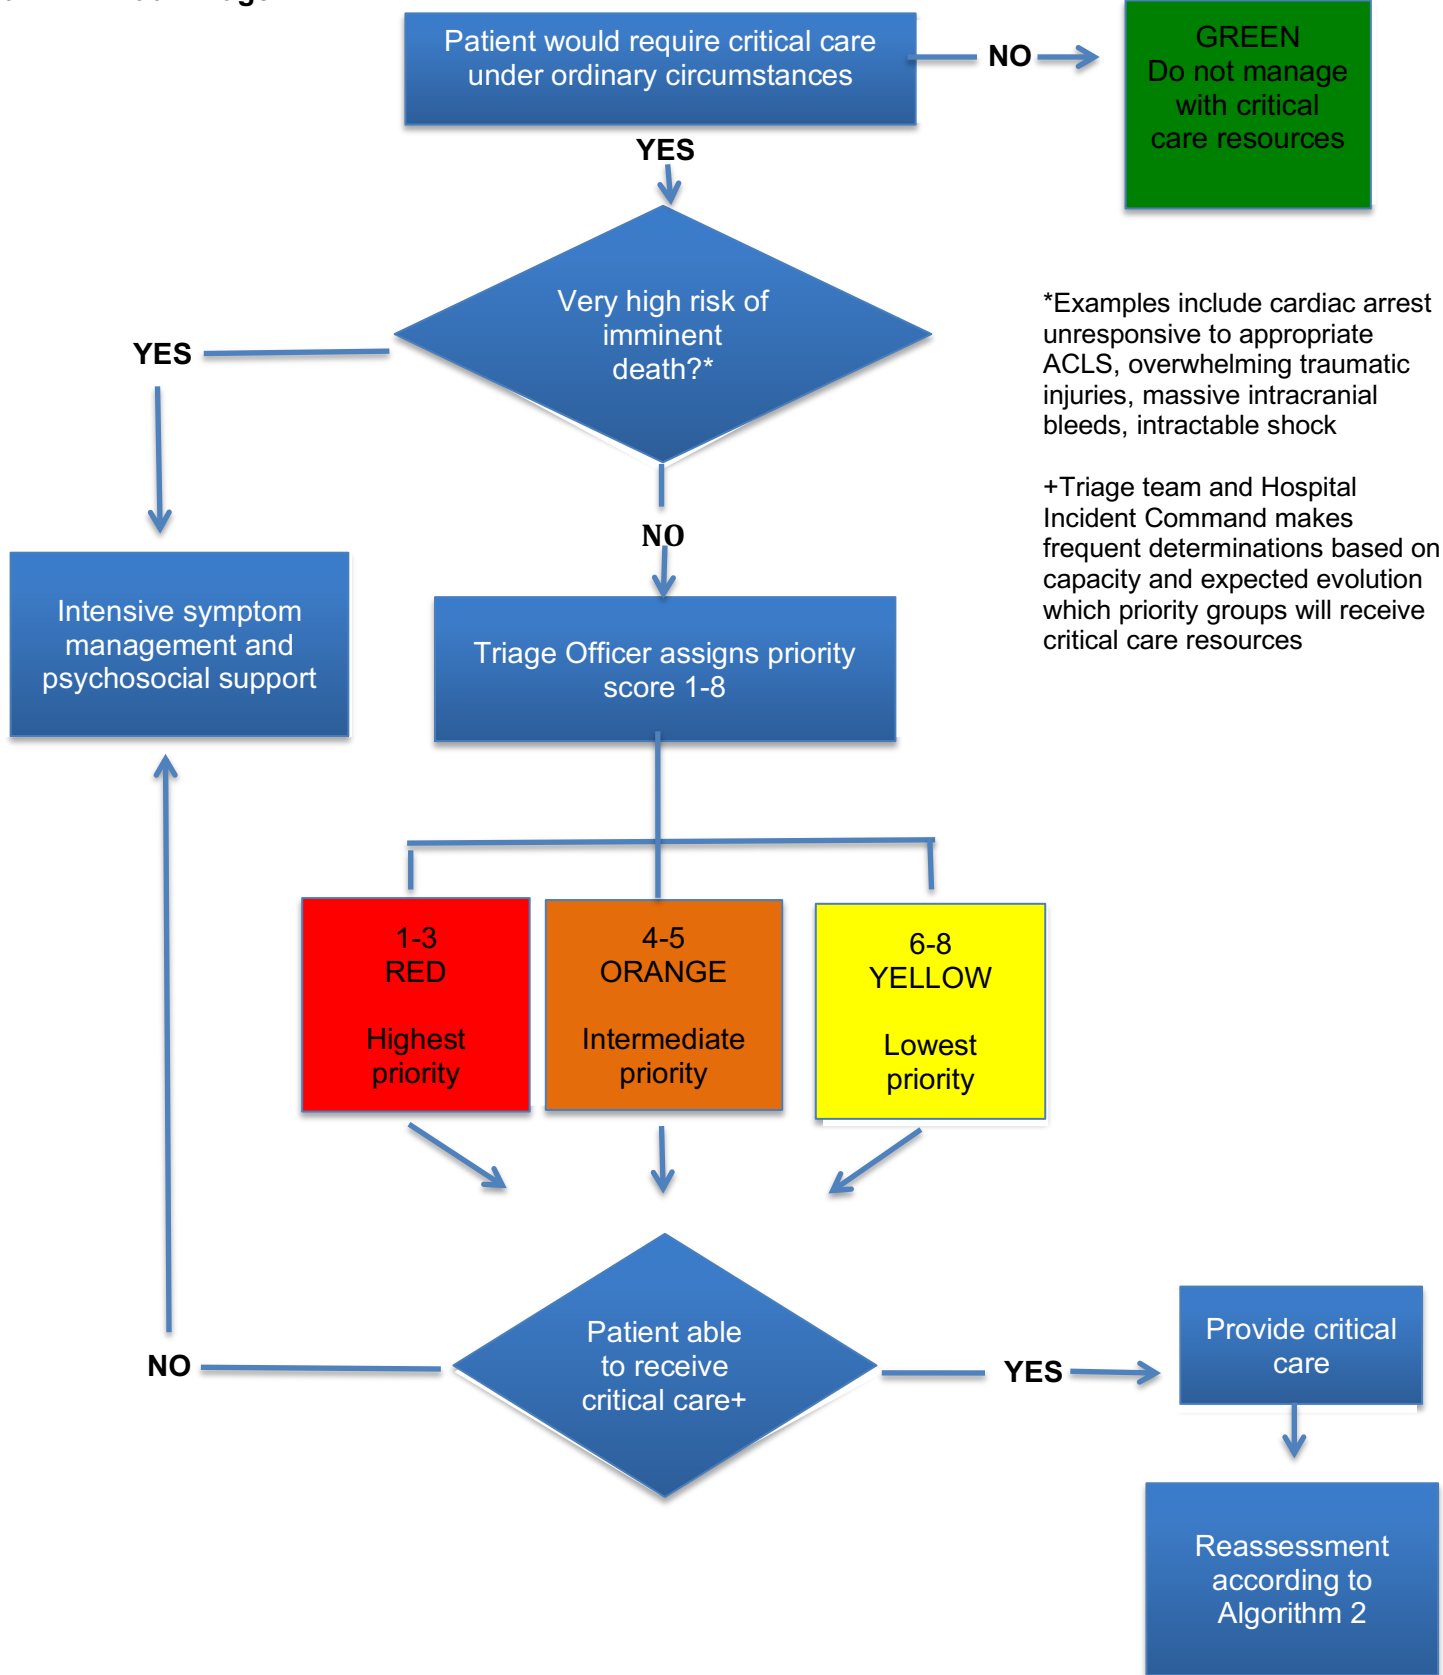 Patient would require critical care
under ordinary circumstances
NO
GREEN
Do not manage
with critical
care resources
YES
Very high risk of
imminent
death?*
YES
*Examples include cardiac arrest
unresponsive to appropriate
ACLS, overwhelming traumatic
injuries, massive intracranial
bleeds, intractable shock
+Triage team and Hospital
Incident Command makes
frequent determinations based on
capacity and expected evolution
which priority groups will receive
critical care resources
NO
Intensive symptom
management and
psychosocial support
Triage Officer assigns priority
score 1-8
1-3
RED
Highest
priority
4-5
ORANGE
Intermediate
priority
6-8
YELLOW
Lowest
priority
Patient able
to receive
critical care+
NO
YES
Provide critical
care
Reassessment
according to
Algorithm 2